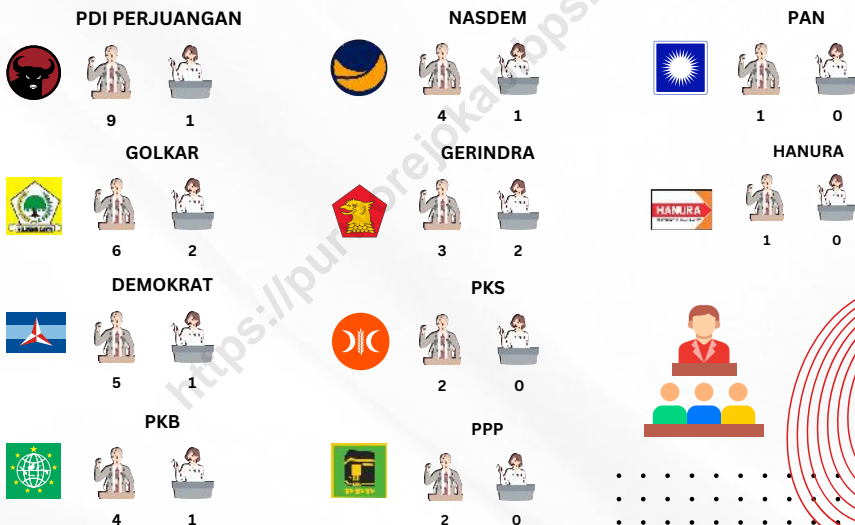 PDI PERJUANGAN
9 1
GOLKAR
6 2
DEMOKRAT
5 1
PKB
4 1
NASDEM
4 1
GERINDRA
3 2
PKS
2 0
PPP
2 0
PAN
1 0
HANURA
HANURA
1 0